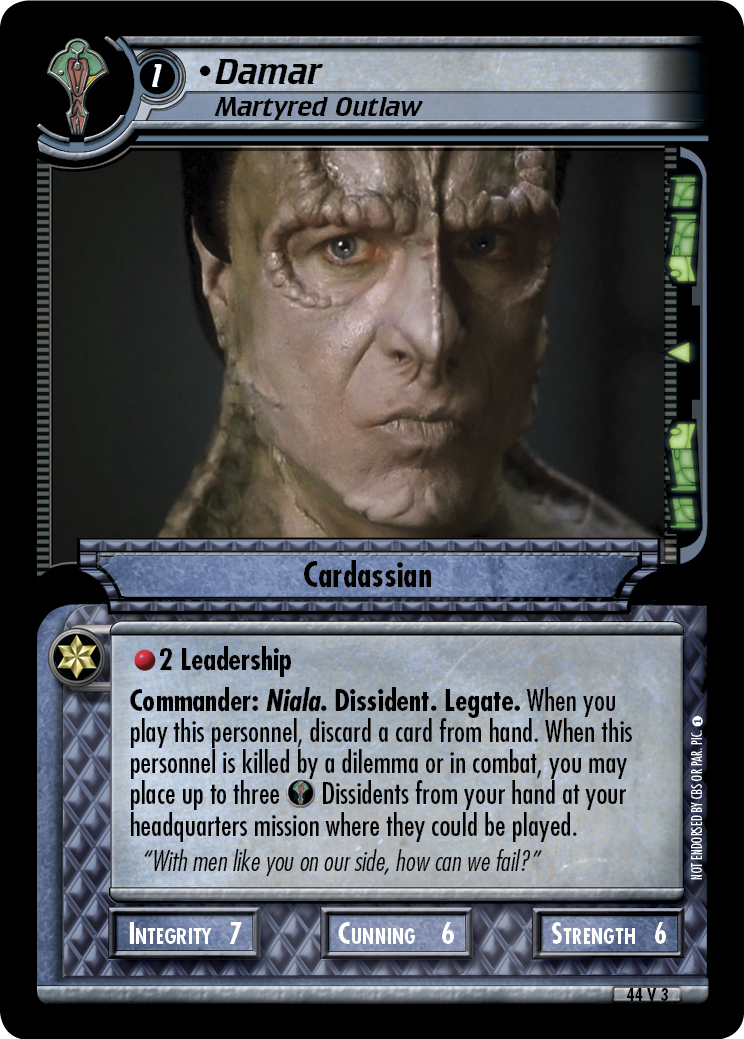 1
•Damar
Martyred Outlaw
Cardassian
2 Leadership
Commander: Niala. Dissident. Legate. When you
play this personnel, discard a card from hand. When this
personnel is killed by a dilemma or in combat, you may
place up to three Dissidents from your hand at your
headquarters mission where they could be played.
“With men like you on our side, how can we fail?”
NOT ENDORSED BY CBS OR PAR. PIC. 1
INTEGRITY 7
CUNNING 6
STRENGTH 6
44 V 3